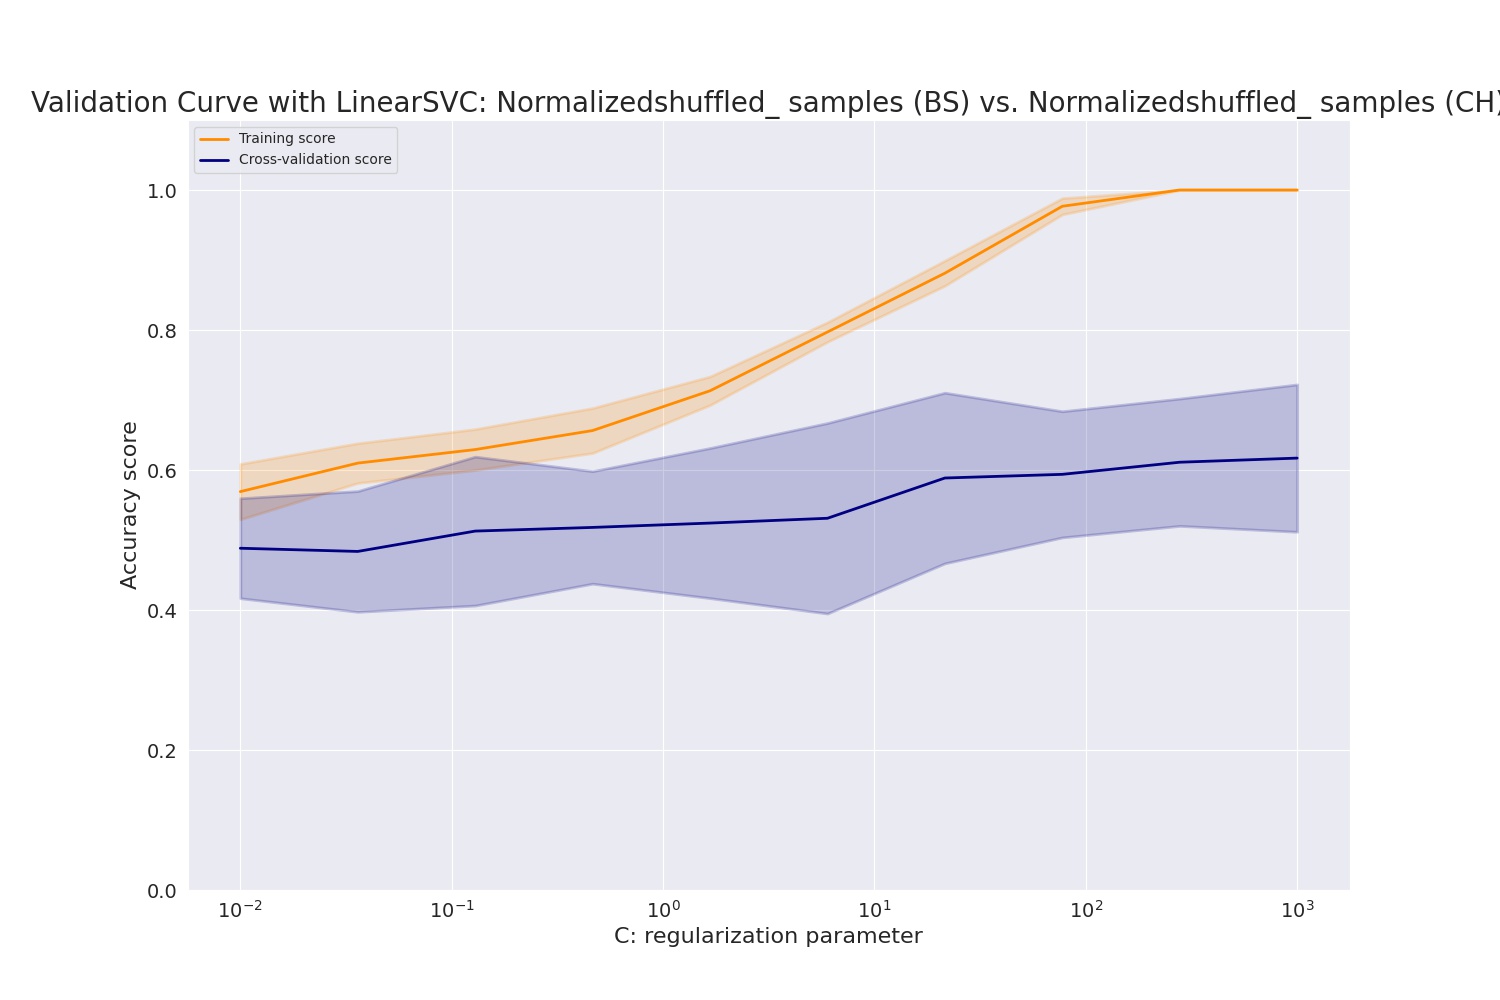 Validation Curve with LinearSVC: Normalizedshuffled_ samples (BS) vs. Normalizedshuffled_ samples (CH)
Training score
Cross-validation score
1.0
0.8
0.6
0.4
0.2
0.0
Accuracy score
10⁻² 10⁻¹ 10⁰ 10¹ 10² 10³
C: regularization parameter